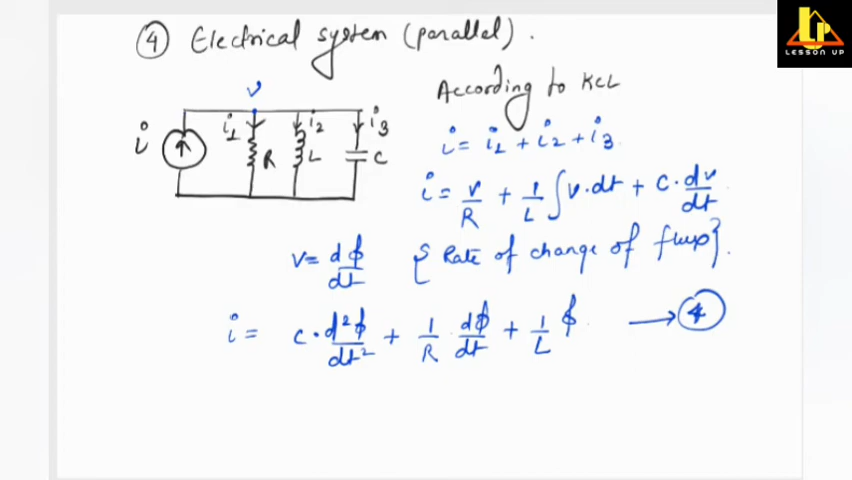 ④ Electrical system (parallel).
LESSON UP
According to KCL
v
i
i1
i2
i3
R
L
C
i = i1 + i2 + i3
i = v/R + 1/L ∫ v·dt + C·dv/dt
v = dϕ/dt { Rate of change of flux}.
i = C·d²ϕ/dt² + 1/R dϕ/dt + 1/L ϕ → ④